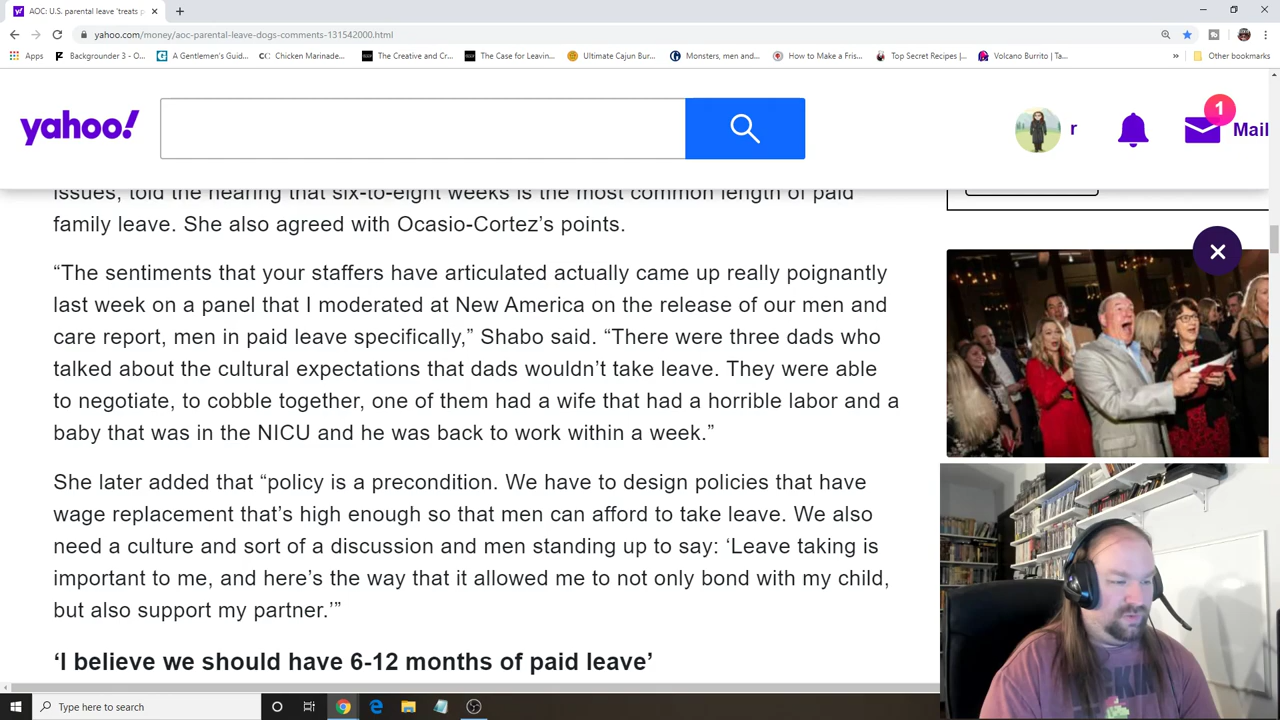 AOC: U.S. parental leave 'treats p
yahoo.com/money/aoc-parental-leave-dogs-comments-131542000.html
Apps
Backgrounder 3 - O...
A Gentlemen's Guid...
Chicken Marinade...
The Creative and Cr...
The Case for Leavin...
Ultimate Cajun Bur...
Monsters, men and...
How to Make a Fris...
Top Secret Recipes |...
Volcano Burrito | Ta...
Other bookmarks
yahoo!
r
1
Mail
issues, told the hearing that six-to-eight weeks is the most common length of paid
family leave. She also agreed with Ocasio-Cortez’s points.
“The sentiments that your staffers have articulated actually came up really poignantly
last week on a panel that I moderated at New America on the release of our men and
care report, men in paid leave specifically,” Shabo said. “There were three dads who
talked about the cultural expectations that dads wouldn’t take leave. They were able
to negotiate, to cobble together, one of them had a wife that had a horrible labor and a
baby that was in the NICU and he was back to work within a week.”
She later added that “policy is a precondition. We have to design policies that have
wage replacement that’s high enough so that men can afford to take leave. We also
need a culture and sort of a discussion and men standing up to say: ‘Leave taking is
important to me, and here’s the way that it allowed me to not only bond with my child,
but also support my partner.’”
‘I believe we should have 6-12 months of paid leave’
Type here to search